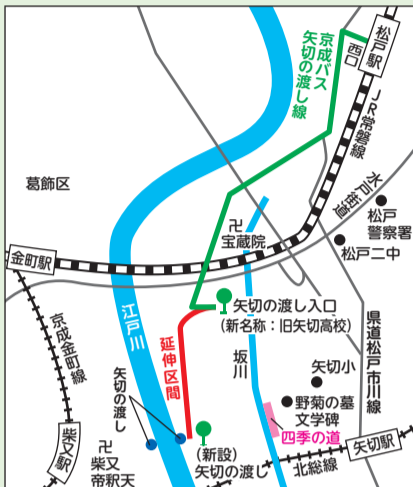 松戸駅
西口
京成バス
矢切の渡し線
JR常磐線
水戸街道
葛飾区
卍
宝蔵院
松戸
警察署
松戸二中
金町駅
矢切の渡し入口
(新名称:旧矢切高校)
京成金町線
江戸川
延伸区間
坂川
県道松戸市川線
矢切の渡し
矢切小
野菊の墓
文学碑
四季の道
柴又駅
卍
柴又
帝釈天
(新設)
矢切の渡し
北総線
矢切駅